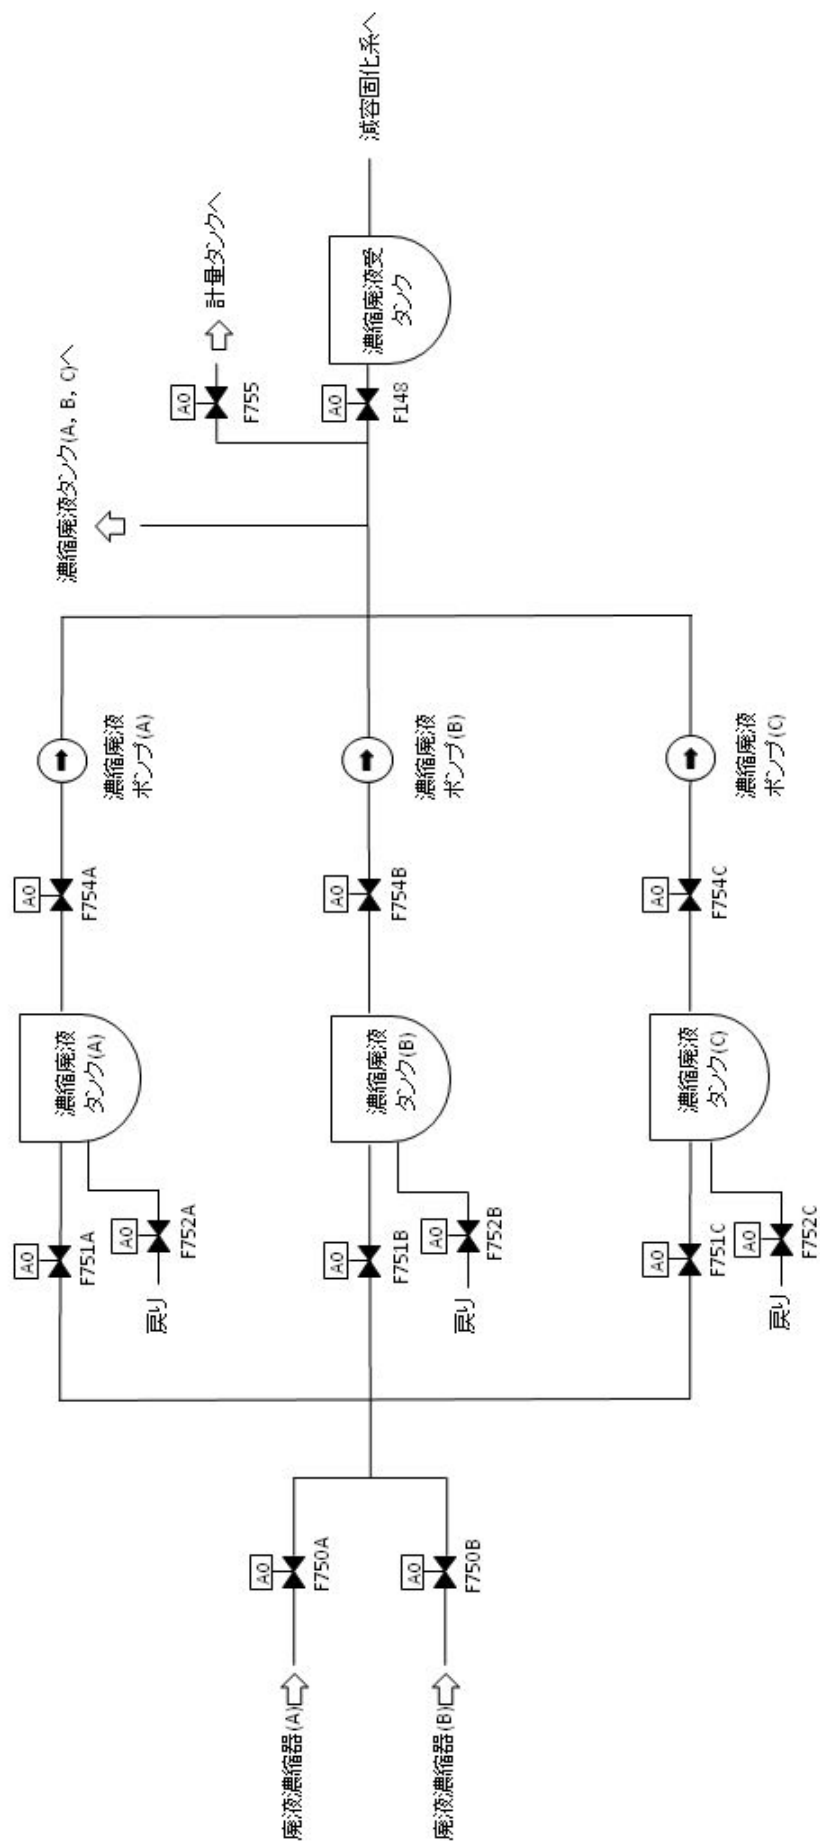 廃液濃縮器(A)
AO
F750A
廃液濃縮器(B)
AO
F750B
AO
F751A
AO
F752A
戻り
濃縮廃液
タンク(A)
AO
F754A
濃縮廃液
ポンプ(A)
AO
F751B
AO
F752B
戻り
濃縮廃液
タンク(B)
AO
F754B
濃縮廃液
ポンプ(B)
AO
F751C
AO
F752C
戻り
濃縮廃液
タンク(C)
AO
F754C
濃縮廃液
ポンプ(C)
濃縮廃液タンク(A, B, C)へ
AO
F755
計量タンクへ
AO
F148
濃縮廃液受
タンク
減容固化系へ